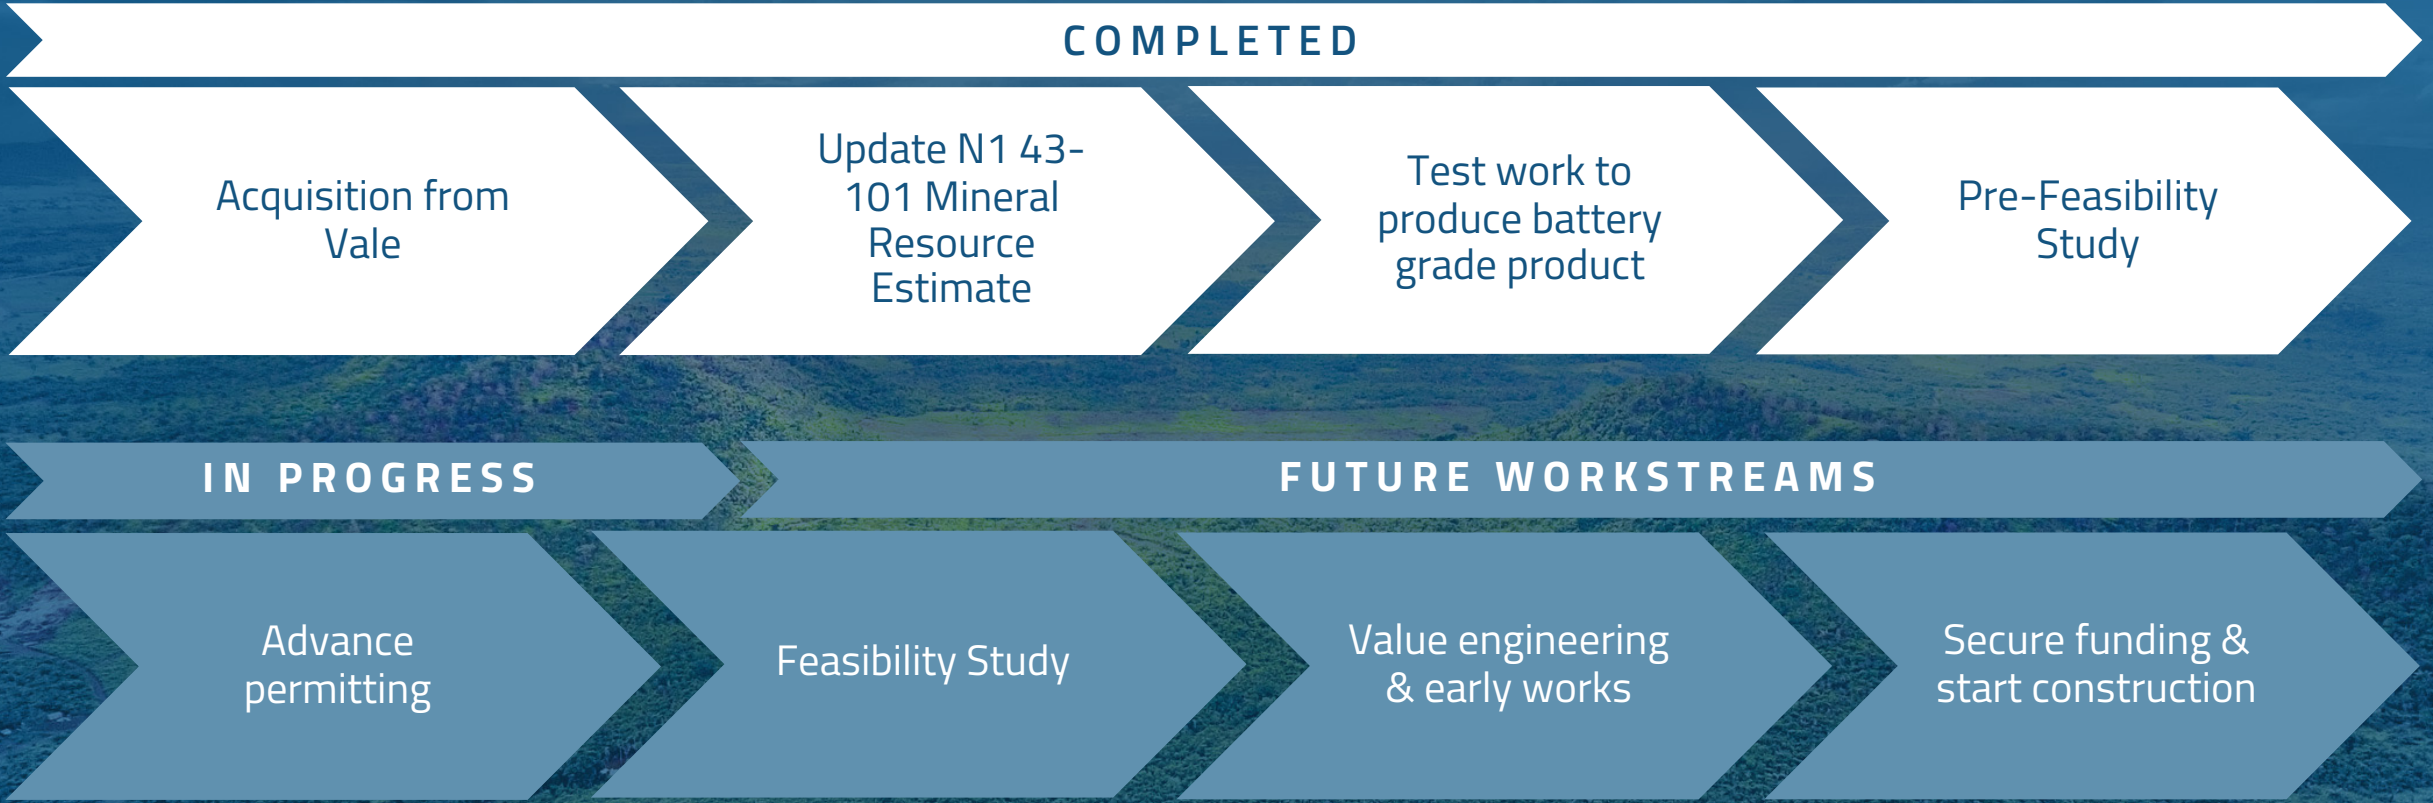 COMPLETED
Acquisition from
Vale
Update N1 43-
101 Mineral
Resource
Estimate
Test work to
produce battery
grade product
Pre-Feasibility
Study
IN PROGRESS
FUTURE WORKSTREAMS
Advance
permitting
Feasibility Study
Value engineering
& early works
Secure funding &
start construction